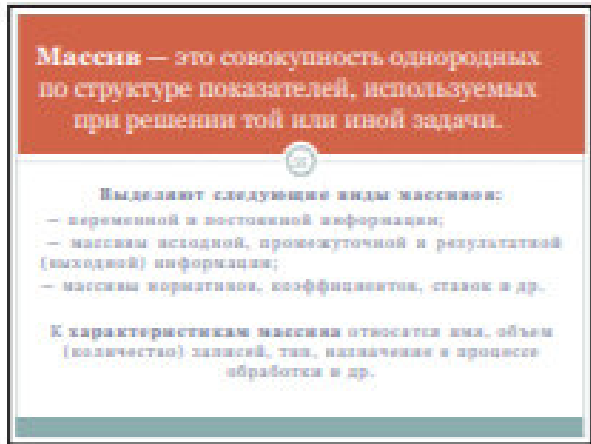 Массив — это совокупность однородных
по структуре показателей, используемых
при решении той или иной задачи.
Выделяют следующие виды массивов:
— переменной и постоянной информации;
— массивы исходной, промежуточной и результатной
(выходной) информации;
— массивы нормативов, коэффициентов, ставок и др.
К характеристикам массива относятся имя, объем
(количество) записей, тип, назначение в процессе
обработки и др.